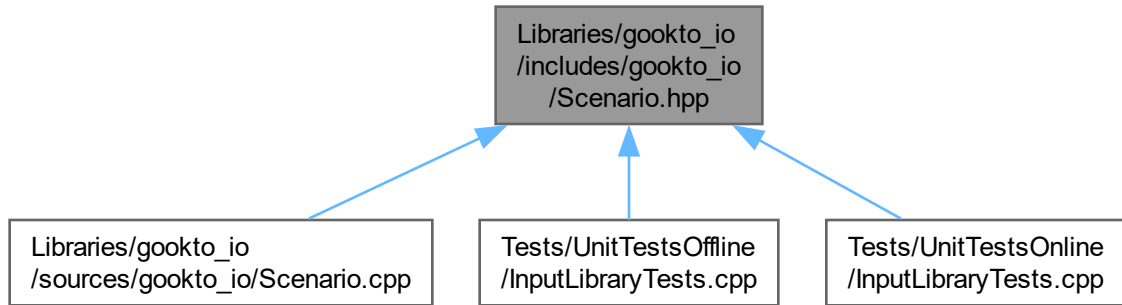 Libraries/gookto_io
/includes/gookto_io
/Scenario.hpp
Libraries/gookto_io
/sources/gookto_io/Scenario.cpp
Tests/UnitTestsOffline
/InputLibraryTests.cpp
Tests/UnitTestsOnline
/InputLibraryTests.cpp